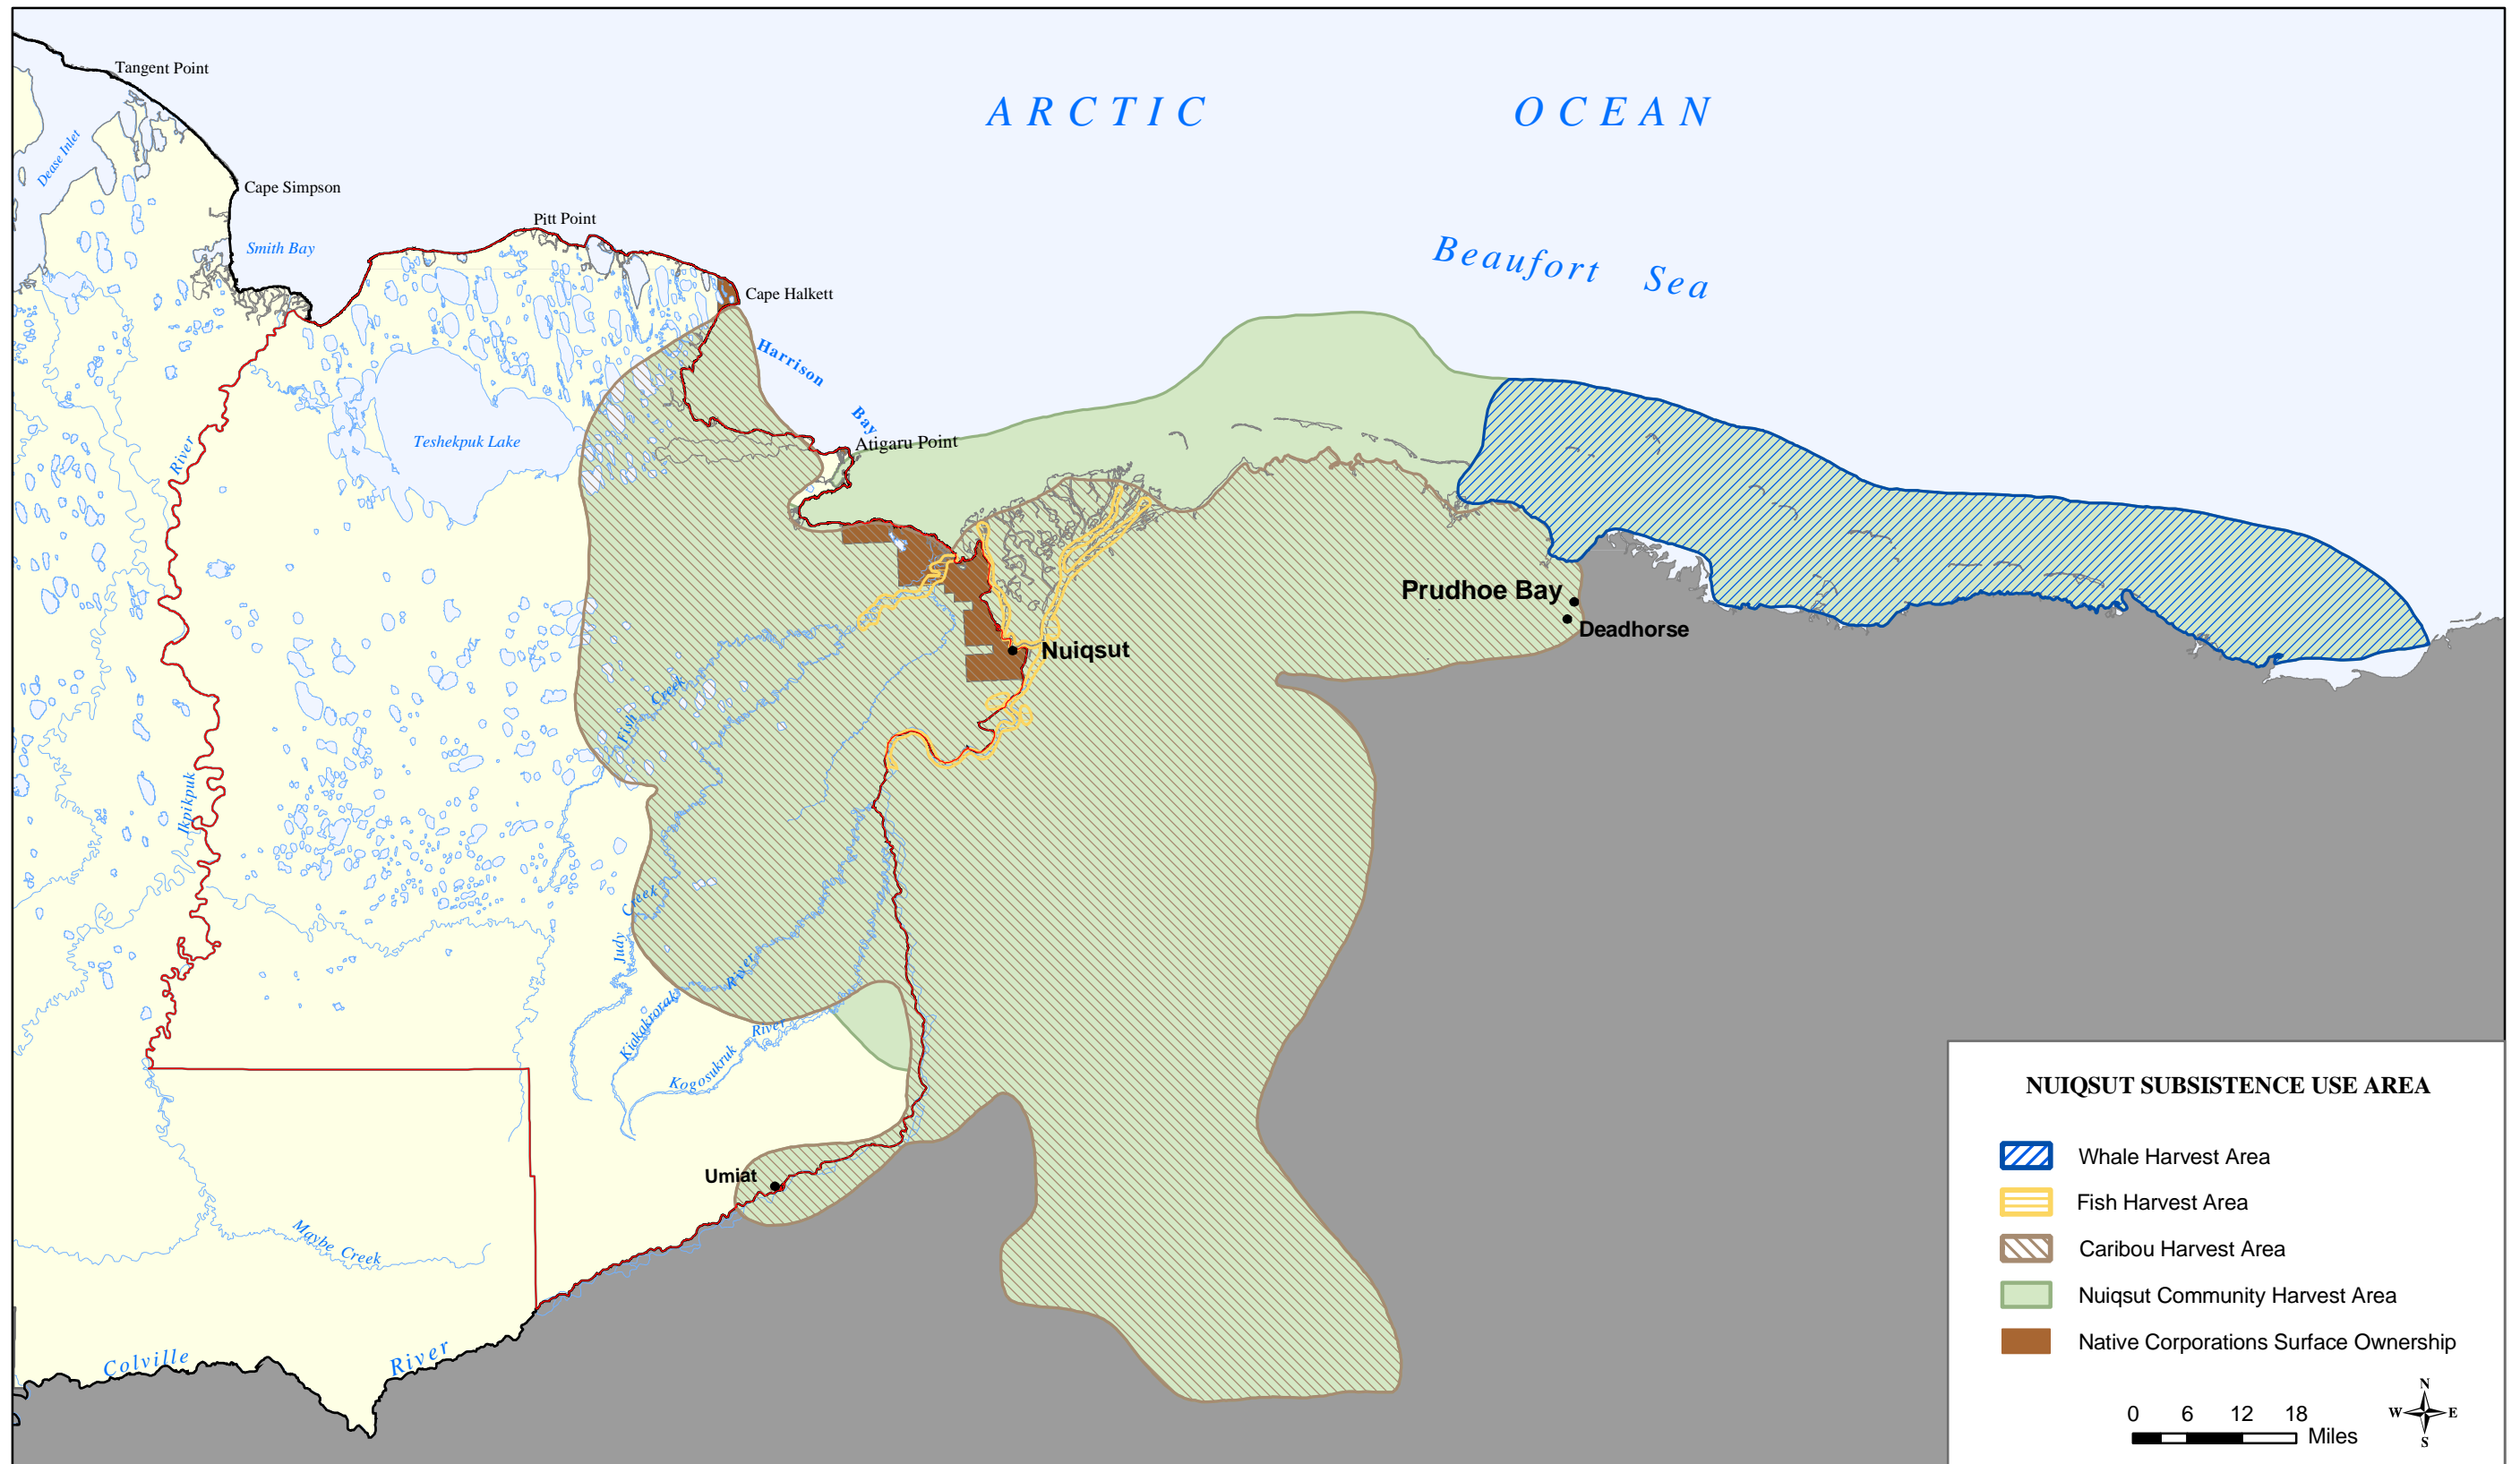 ARCTIC OCEAN
Tangent Point
Dease Inlet
Cape Simpson
Pitt Point
Smith Bay
Beaufort Sea
Cape Halkett
Harrison Bay
Teshekpuk Lake
Atigaru Point
River
Prudhoe Bay
Deadhorse
Nuiqsut
Fish Creek
Ikpikpuk
Judy Creek
Kiakakrorak River
Kogosukruk River
Umiat
Maybe Creek
Colville River
NUIQSUT SUBSISTENCE USE AREA
Whale Harvest Area
Fish Harvest Area
Caribou Harvest Area
Nuiqsut Community Harvest Area
Native Corporations Surface Ownership
N
W E
S
0 6 12 18
Miles